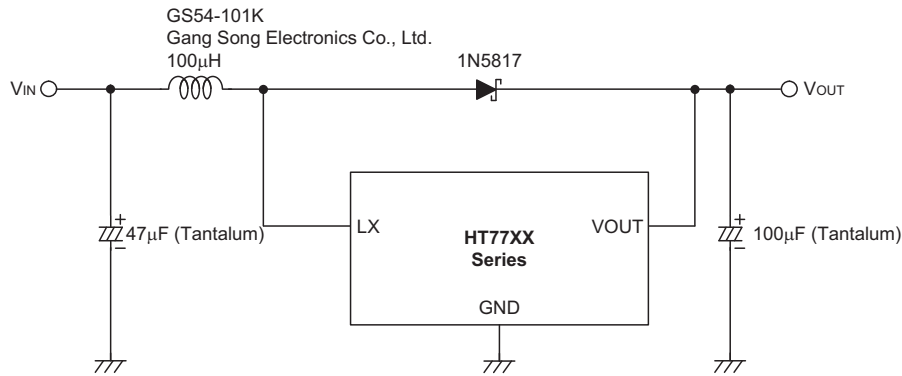 GS54-101K
Gang Song Electronics Co., Ltd.
100μH
1N5817
VIN
VOUT
+
47μF (Tantalum)
−
LX
HT77XX
Series
VOUT
GND
+
100μF (Tantalum)
−